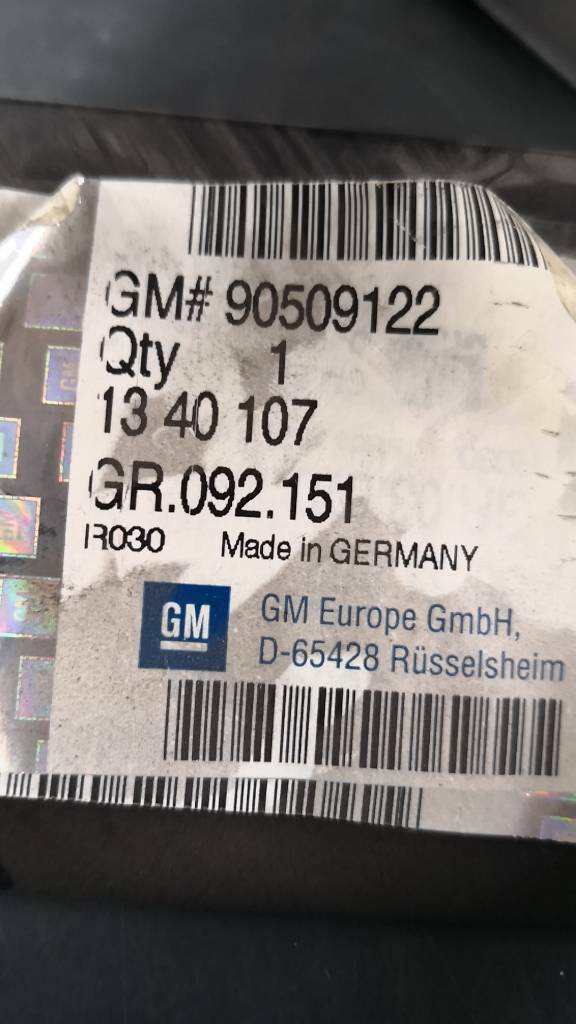 GM# 90509122
Qty 1
13 40 107
GR.092.151
IR030 Made in GERMANY
GM
GM Europe GmbH,
D-65428 Rüsselsheim